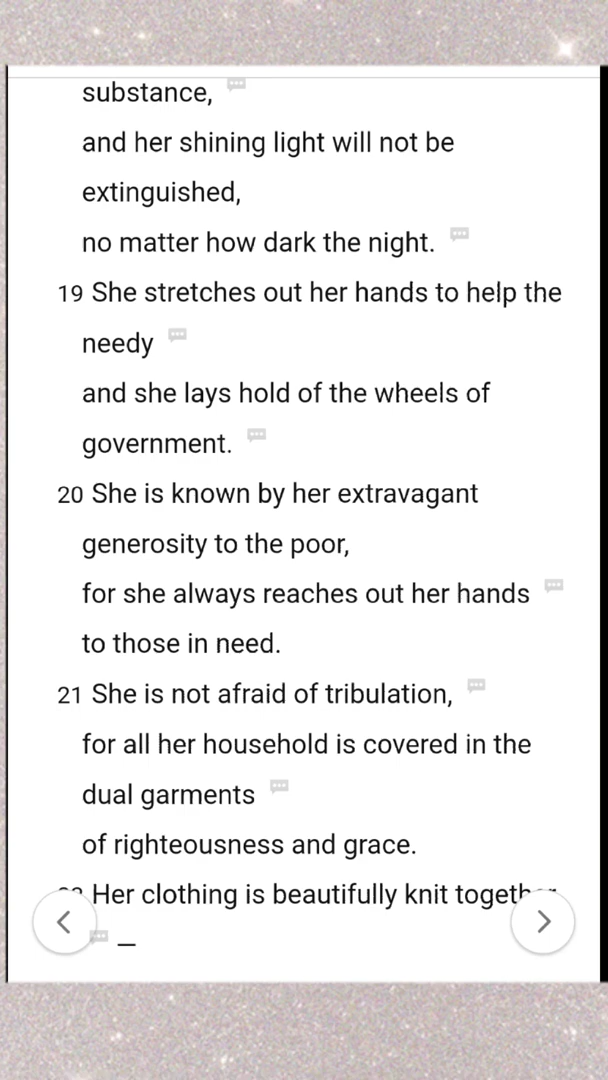 substance,
and her shining light will not be
extinguished,
no matter how dark the night.
19 She stretches out her hands to help the
needy
and she lays hold of the wheels of
government.
20 She is known by her extravagant
generosity to the poor,
for she always reaches out her hands
to those in need.
21 She is not afraid of tribulation,
for all her household is covered in the
dual garments
of righteousness and grace.
Her clothing is beautifully knit together
—